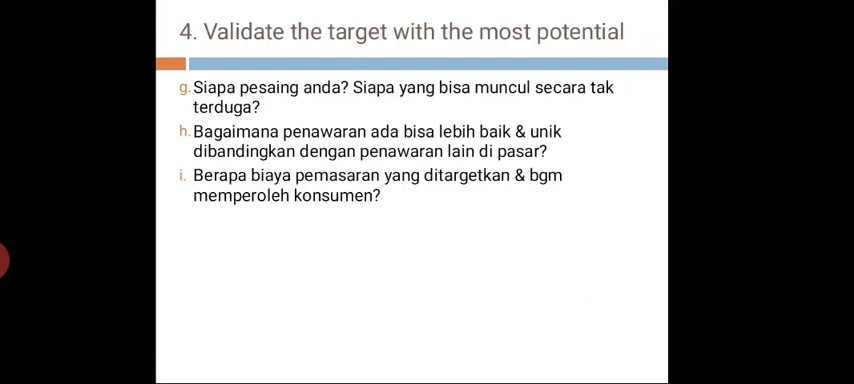 4. Validate the target with the most potential
g. Siapa pesaing anda? Siapa yang bisa muncul secara tak
terduga?
h. Bagaimana penawaran ada bisa lebih baik & unik
dibandingkan dengan penawaran lain di pasar?
i. Berapa biaya pemasaran yang ditargetkan & bgm
memperoleh konsumen?